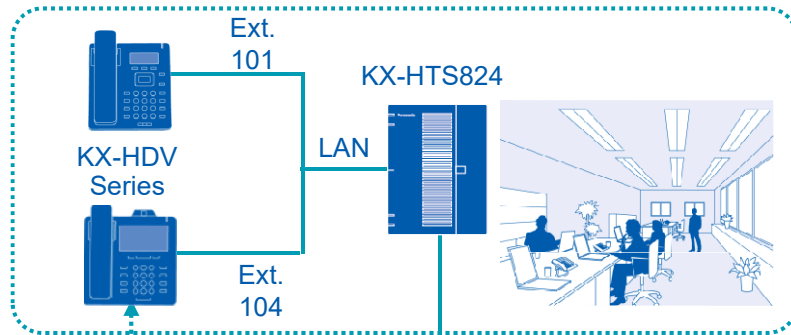 Ext.
101
KX-HTS824
LAN
KX-HDV
Series
Ext.
104